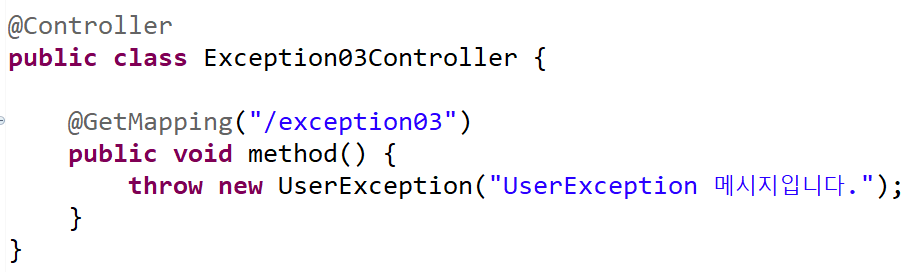 @Controller
public class Exception03Controller {
@GetMapping("/exception03")
public void method() {
throw new UserException("UserException 메시지입니다.");
}
}